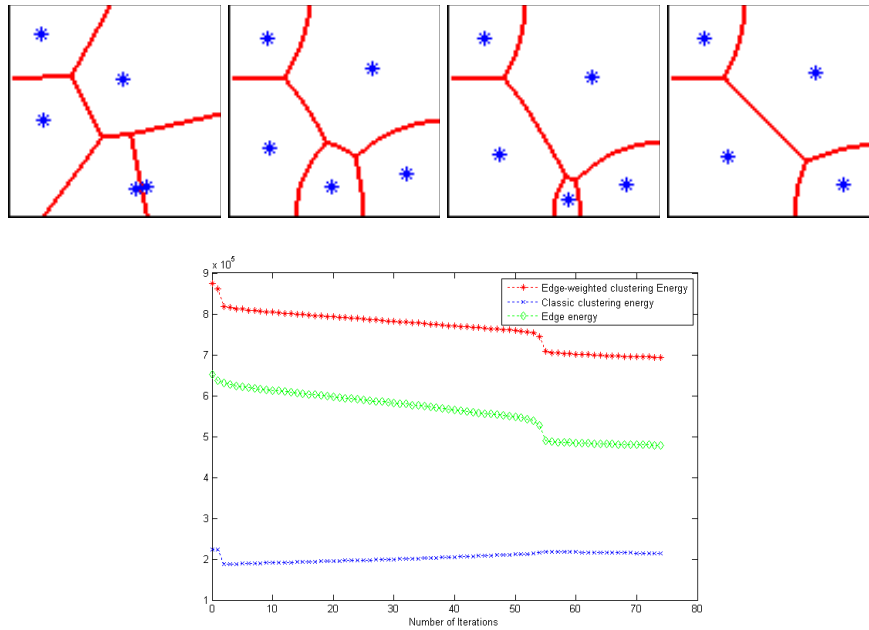 x 10^5
Edge-weighted clustering Energy
Classic clustering energy
Edge energy
9
8
7
6
5
4
3
2
1
0 10 20 30 40 50 60 70 80
Number of Iterations